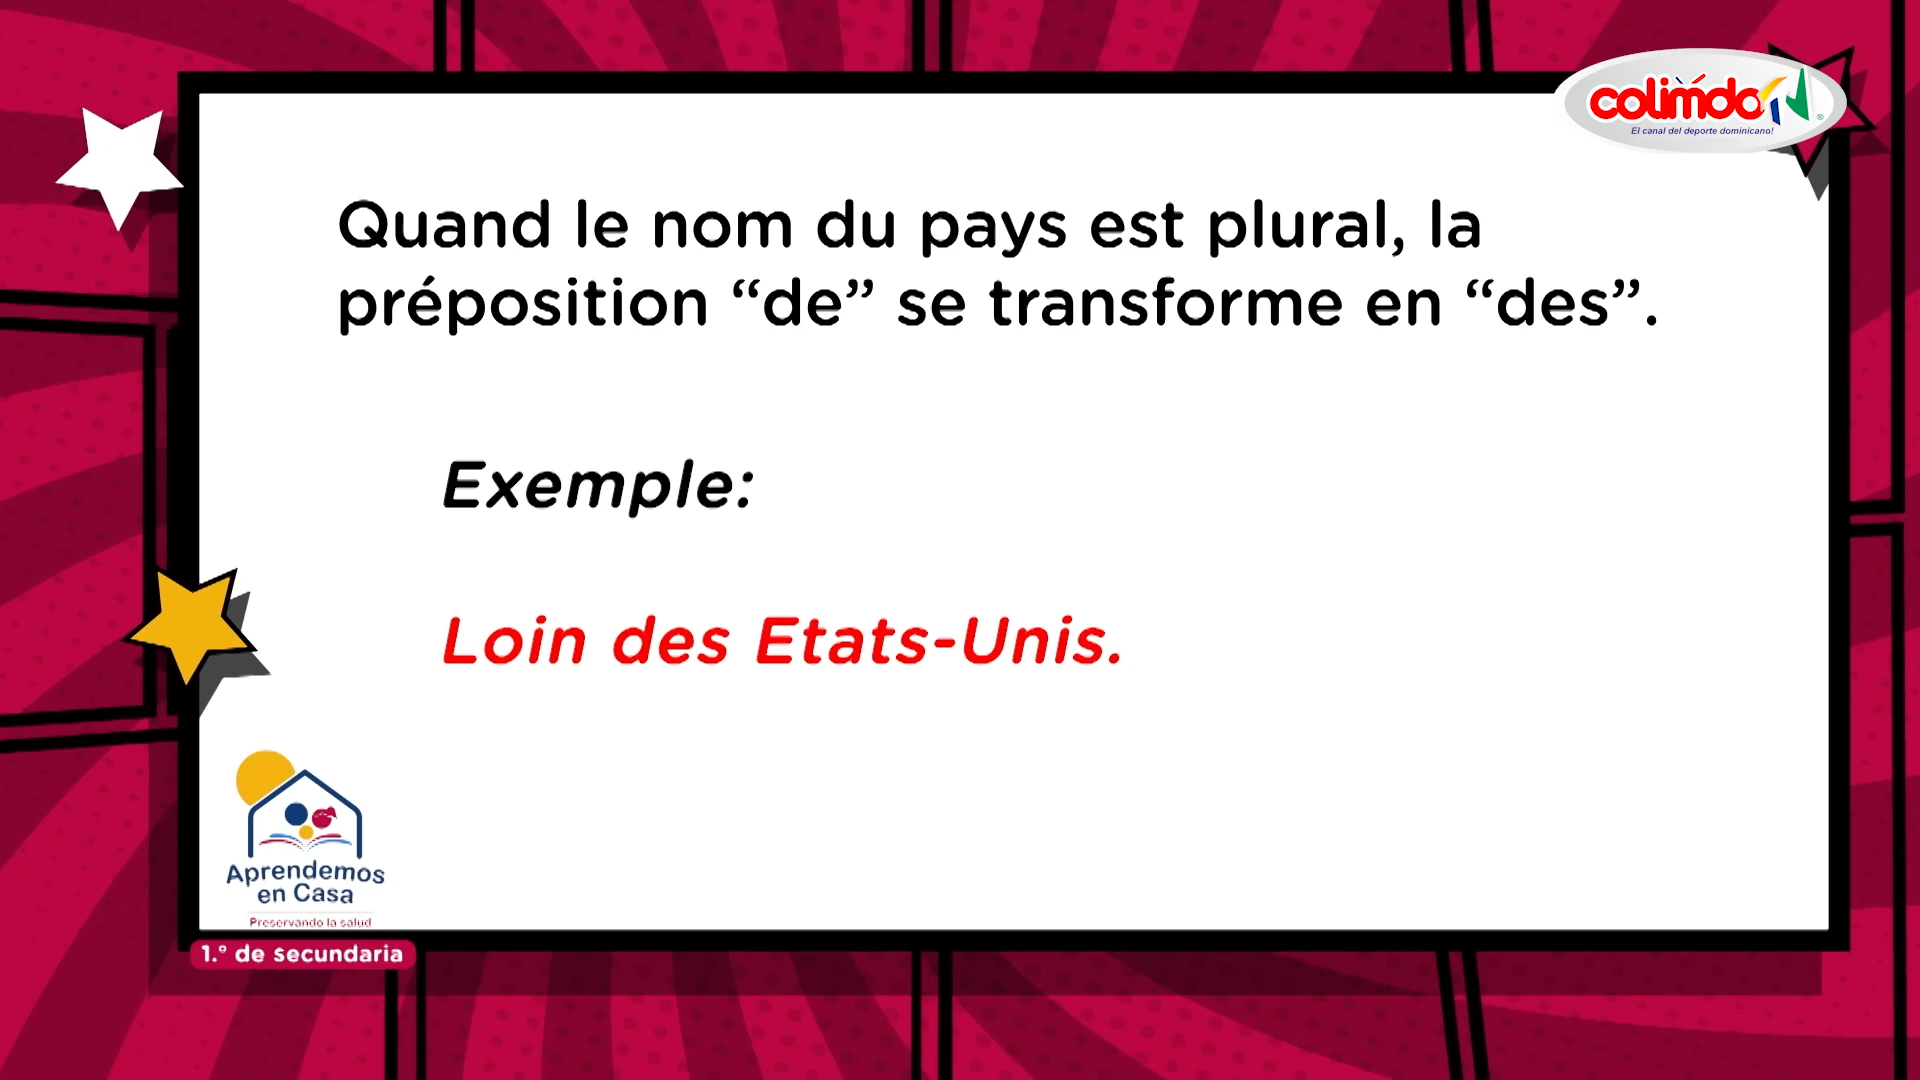 colimdo
El canal del deporte dominicano!
Quand le nom du pays est plural, la
préposition “de” se transforme en “des”.
Exemple:
Loin des Etats-Unis.
Aprendemos
en Casa
Preservando la salud
1.° de secundaria